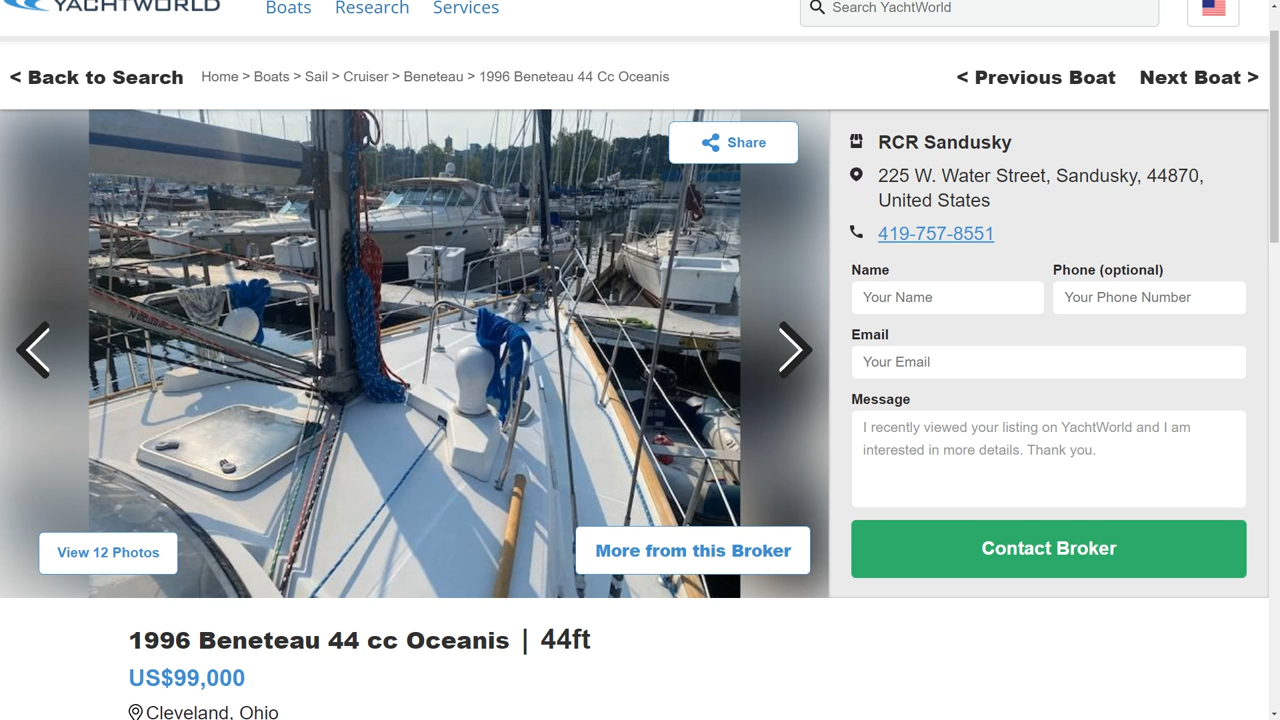 YACHTWORLD
Boats Research Services
Search YachtWorld
< Back to Search
Home > Boats > Sail > Cruiser > Beneteau > 1996 Beneteau 44 Cc Oceanis
< Previous Boat
Next Boat >
Share
View 12 Photos
More from this Broker
RCR Sandusky
225 W. Water Street, Sandusky, 44870,
United States
419-757-8551
Name
Phone (optional)
Your Name
Your Phone Number
Email
Your Email
Message
I recently viewed your listing on YachtWorld and I am
interested in more details. Thank you.
Contact Broker
1996 Beneteau 44 cc Oceanis | 44ft
US$99,000
Cleveland, Ohio